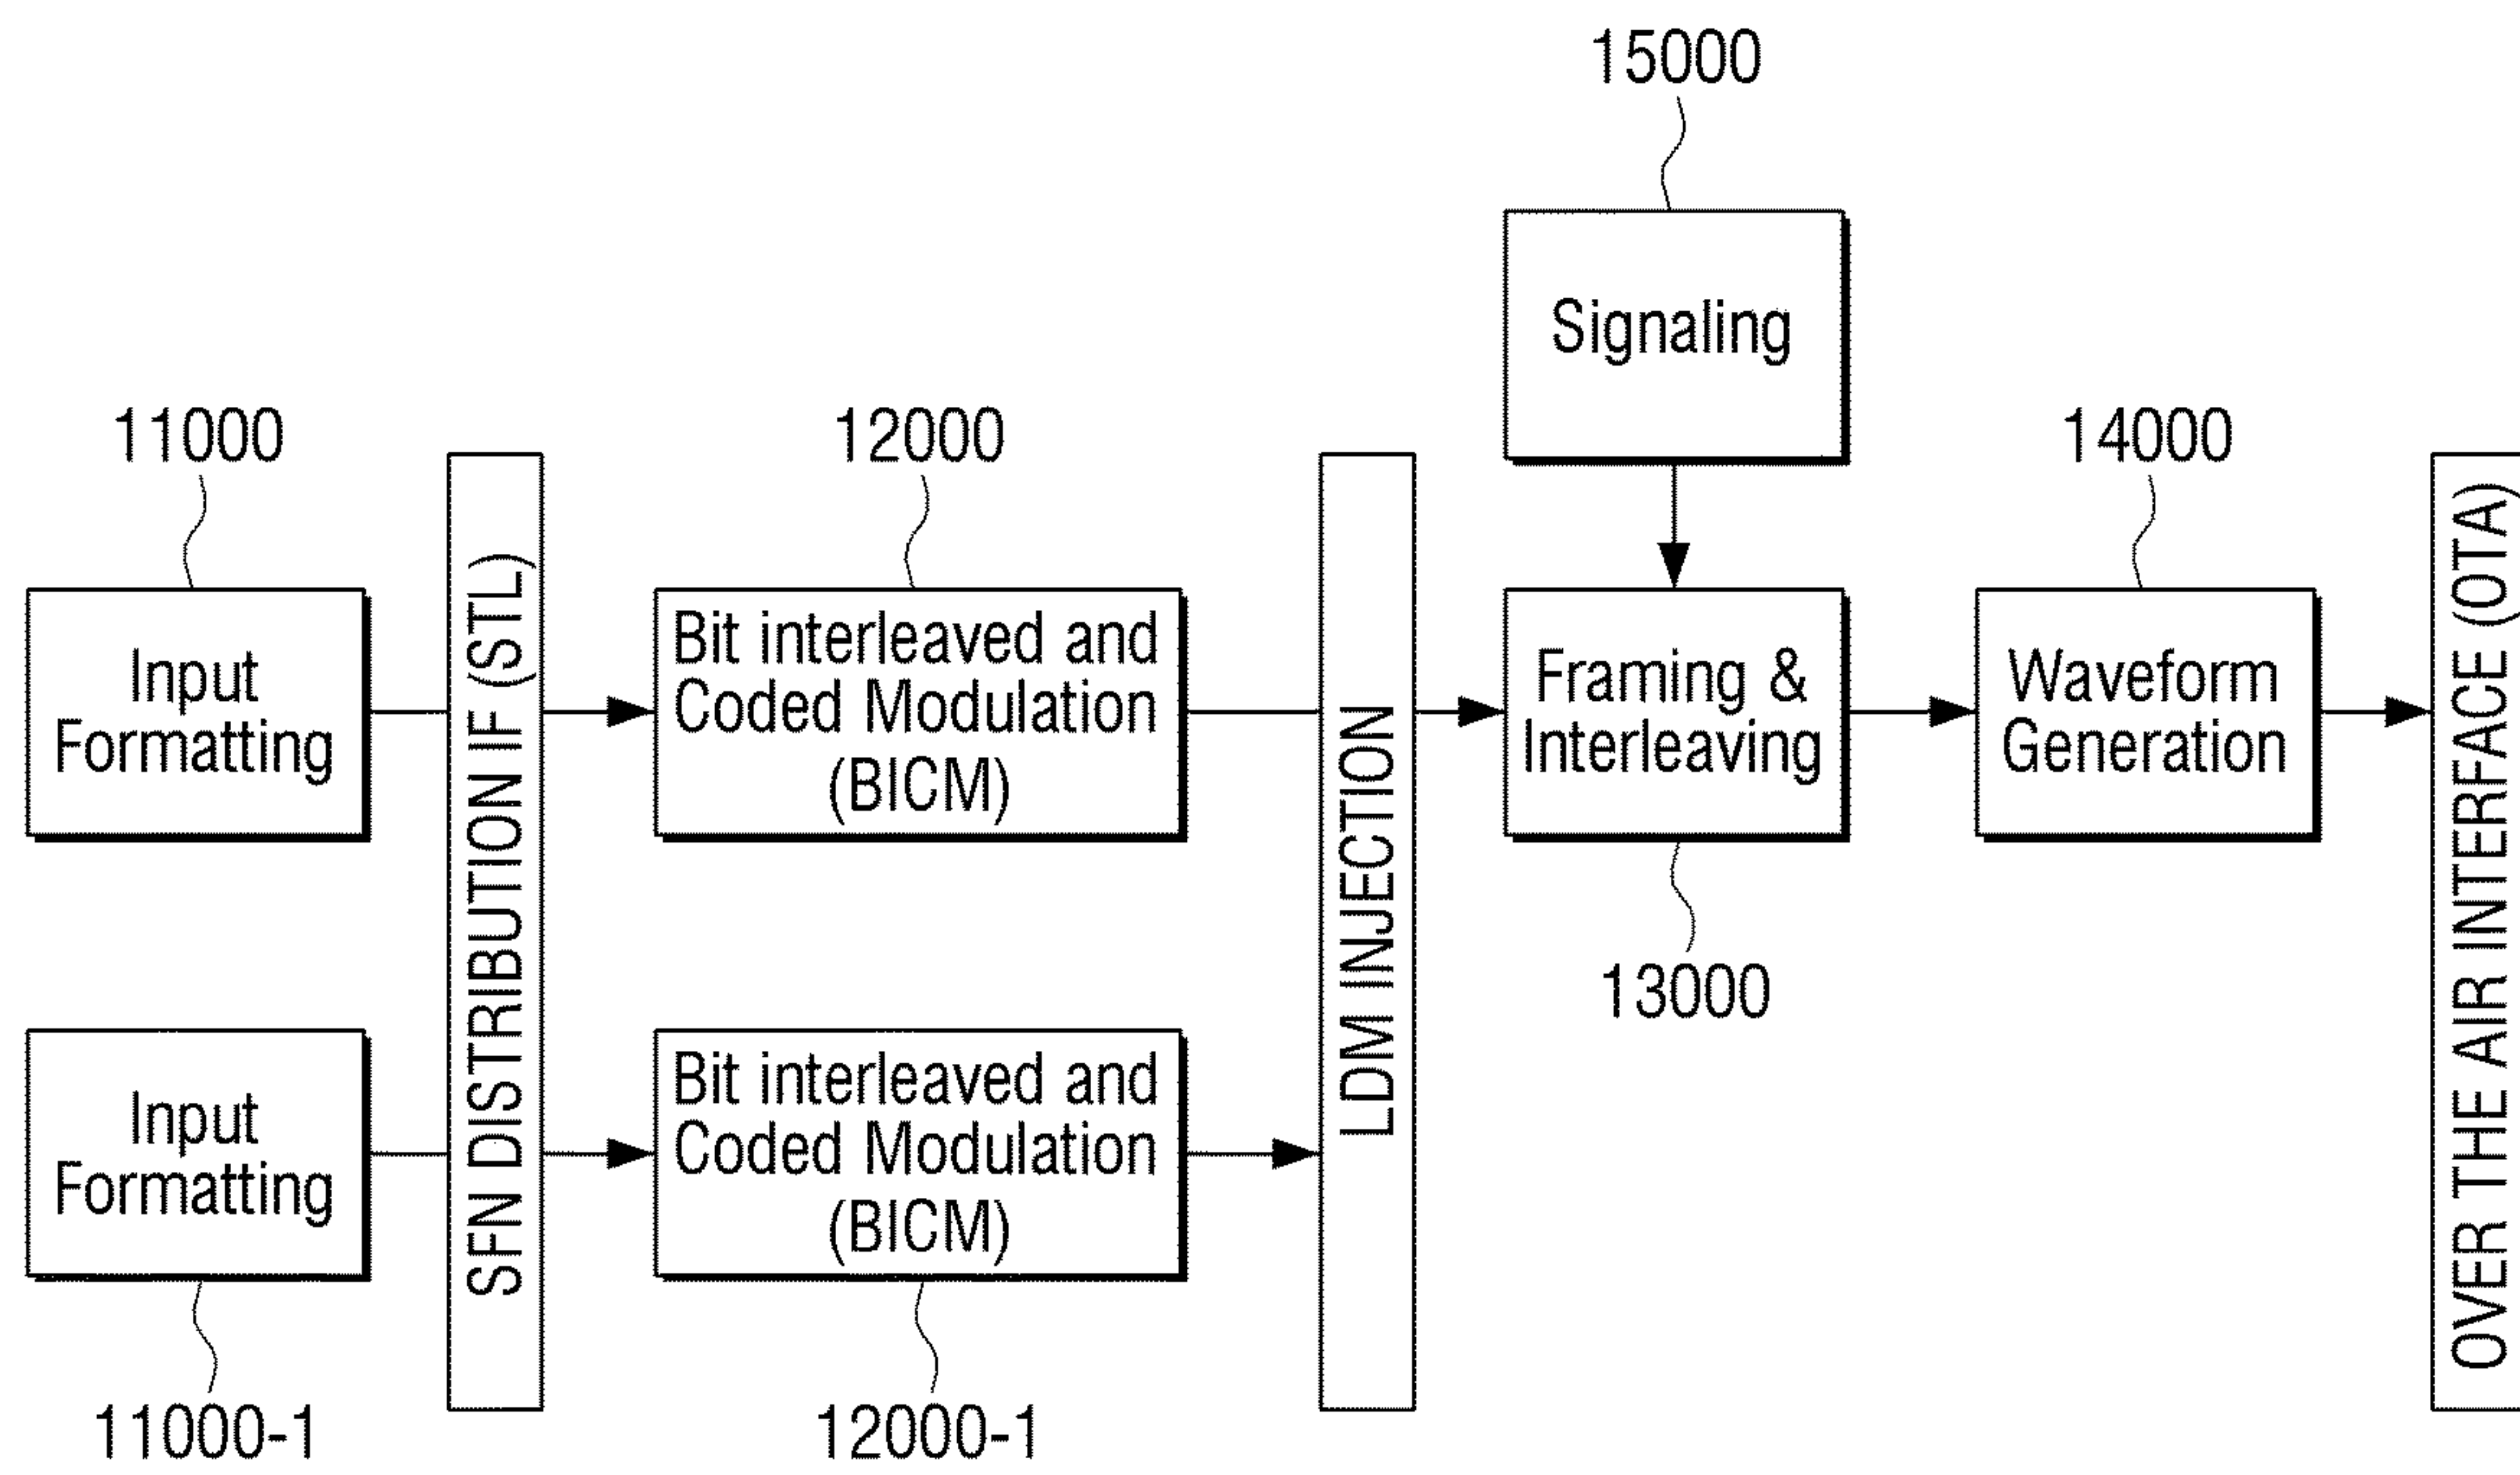 15000
Signaling
11000
12000
14000
Input
Formatting
SFN DISTRIBUTION IF (STL)
Bit interleaved and
Coded Modulation
(BICM)
LDM INJECTION
Framing &
Interleaving
Waveform
Generation
OVER THE AIR INTERFACE (OTA)
13000
Input
Formatting
Bit interleaved and
Coded Modulation
(BICM)
11000-1
12000-1